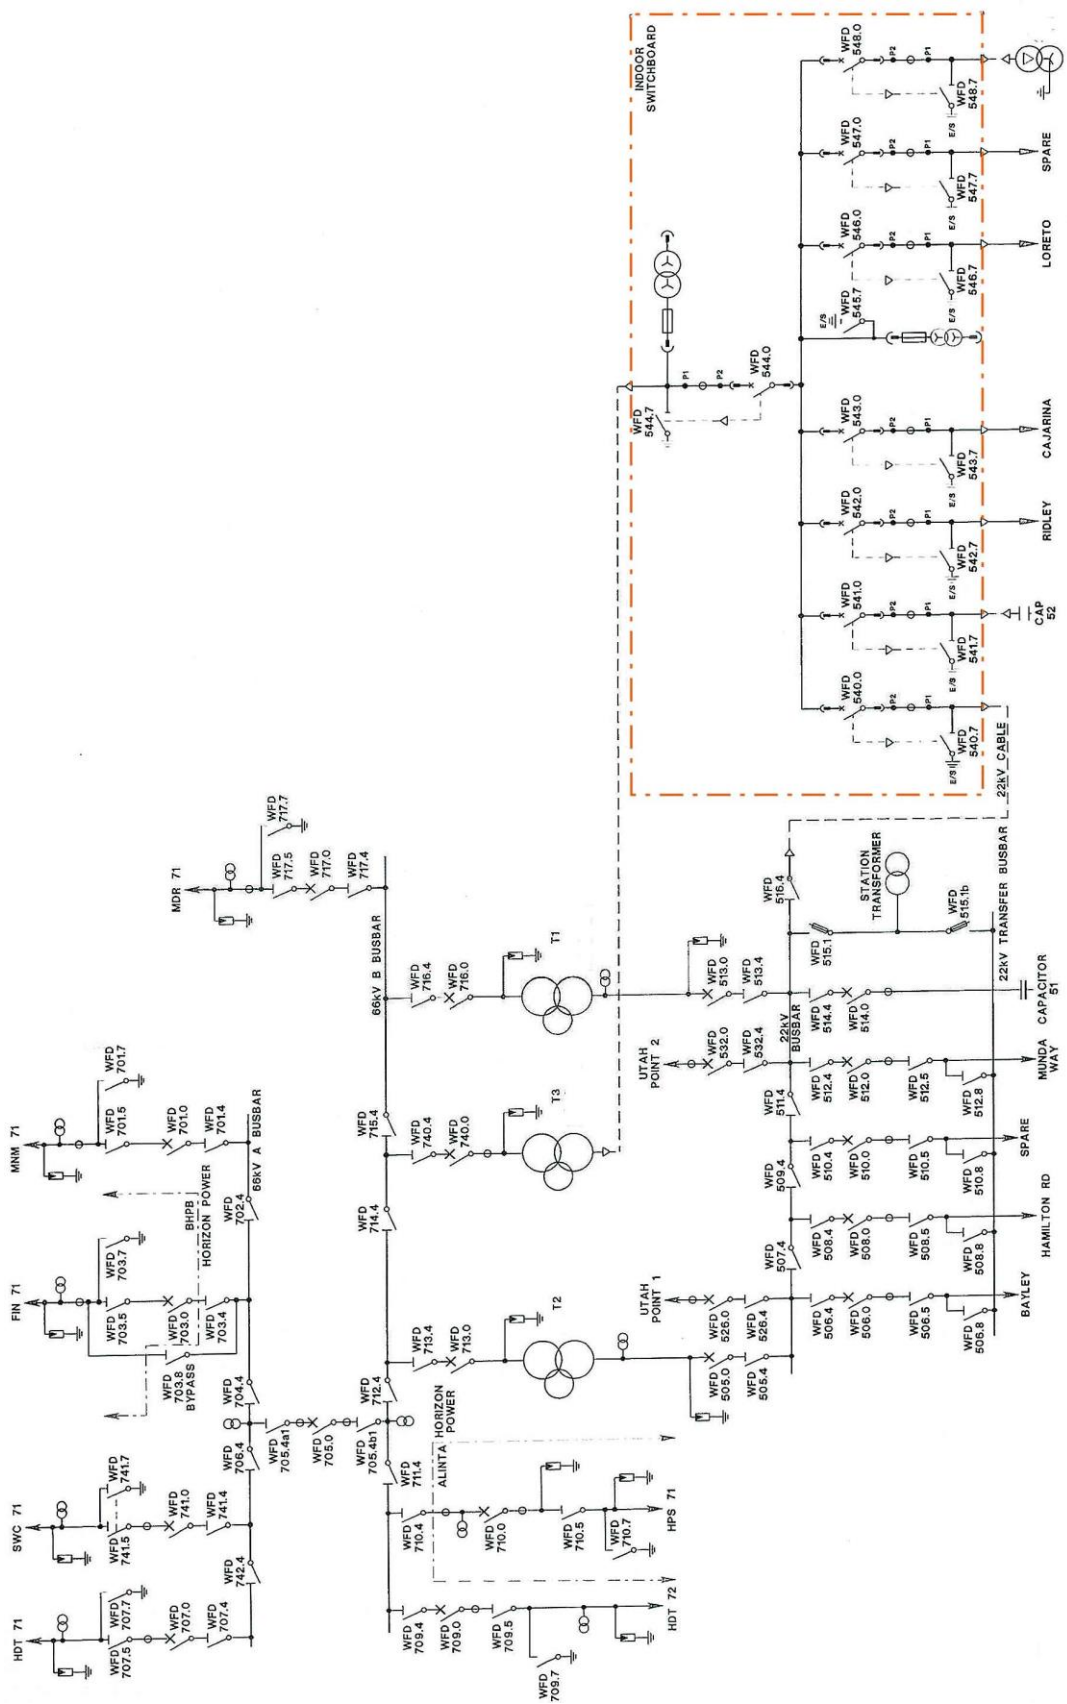 HDT 71
SWC 71
FIN 71
MNM 71
MDR 71
WFD
707.7
WFD
707.5
WFD
707.0
WFD
707.4
WFD
742.4
WFD
741.7
WFD
741.5
WFD
741.0
WFD
741.4
WFD
706.4
WFD
704.4
WFD
703.8
BYPASS
WFD
703.7
WFD
703.5
WFD
703.0
WFD
703.4
BHPB
HORIZON POWER
WFD
702.4
WFD
701.7
WFD
701.5
WFD
701.0
WFD
701.4
66kV A BUSBAR
WFD
705.4a1
WFD
705.0
WFD
705.4b1
WFD
717.7
WFD
717.5
WFD
717.0
WFD
717.4
WFD
711.4
WFD
712.4
WFD
714.4
WFD
715.4
66kV B BUSBAR
ALINTA
HORIZON
POWER
WFD
709.4
WFD
709.0
WFD
709.5
WFD
709.7
HDT 72
WFD
710.4
WFD
710.0
WFD
710.5
WFD
710.7
HPS 71
WFD
713.4
WFD
713.0
T2
WFD
740.4
WFD
740.0
T3
WFD
716.4
WFD
716.0
T1
WFD
505.0
WFD
505.4
UTAH
POINT 1
WFD
526.0
WFD
526.4
WFD
507.4
WFD
509.4
WFD
511.4
UTAH
POINT 2
WFD
532.0
WFD
532.4
22kV
BUSBAR
WFD
513.0
WFD
513.4
WFD
516.4
WFD
506.4
WFD
506.0
WFD
506.5
WFD
506.8
BAYLEY
WFD
508.4
WFD
508.0
WFD
508.5
WFD
508.8
HAMILTON RD
WFD
510.4
WFD
510.0
WFD
510.5
WFD
510.8
SPARE
WFD
512.4
WFD
512.0
WFD
512.5
WFD
512.8
MUNDA
WAY
WFD
514.4
WFD
514.0
CAPACITOR
51
WFD
515.1
STATION
TRANSFORMER
WFD
515.1b
22kV TRANSFER BUSBAR
22kV CABLE
INDOOR
SWITCHBOARD
WFD
544.7
P1
P2
WFD
544.0
WFD
540.0
P2
P1
E/S
WFD
540.7
WFD
541.0
P2
P1
E/S
WFD
541.7
CAP
52
WFD
542.0
P2
P1
E/S
WFD
542.7
RIDLEY
WFD
543.0
P2
P1
E/S
WFD
543.7
CAJARINA
E/S
WFD
545.7
WFD
546.0
P2
P1
E/S
WFD
546.7
LORETO
WFD
547.0
P2
P1
E/S
WFD
547.7
SPARE
WFD
548.0
P2
P1
E/S
WFD
548.7